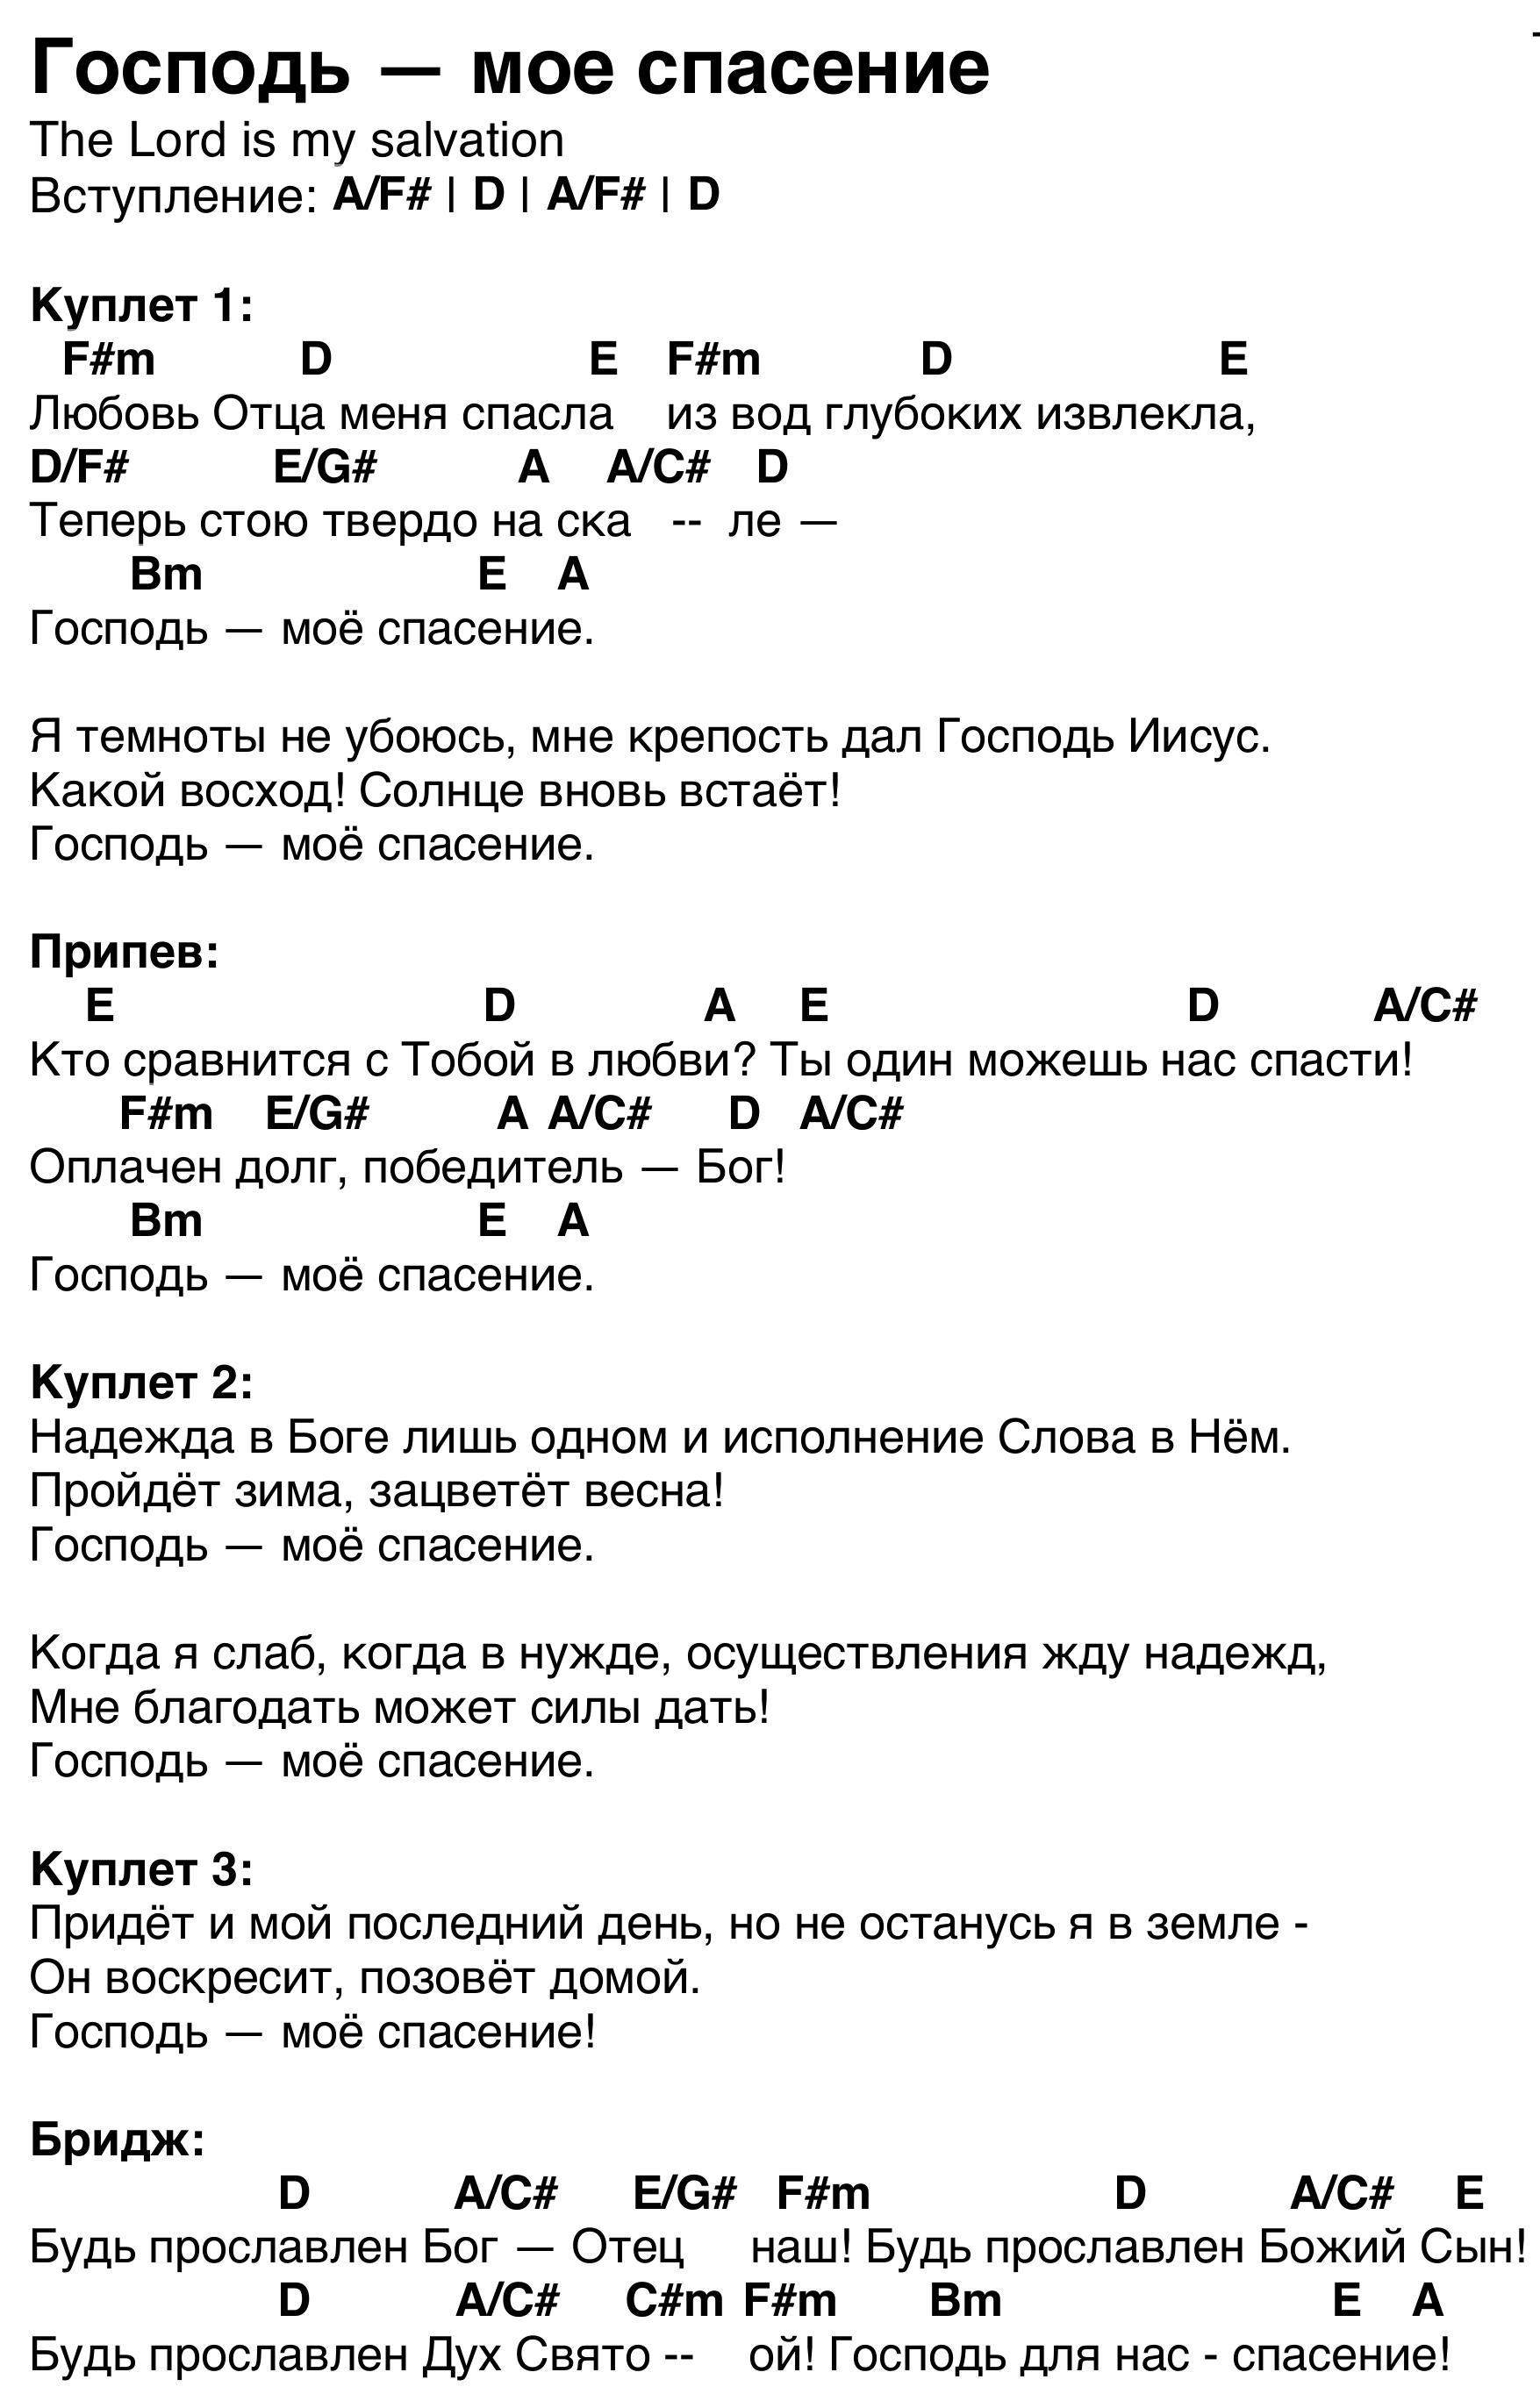 Господь — мое спасение
The Lord is my salvation
Вступление: A/F# | D | A/F# | D
Куплет 1:
F#m D E F#m D E
Любовь Отца меня спасла из вод глубоких извлекла,
D/F# E/G# A A/C# D
Теперь стою твердо на ска -- ле —
Bm E A
Господь — моё спасение.
Я темноты не убоюсь, мне крепость дал Господь Иисус.
Какой восход! Солнце вновь встаёт!
Господь — моё спасение.
Припев:
E D A E D A/C#
Кто сравнится с Тобой в любви? Ты один можешь нас спасти!
F#m E/G# A A/C# D A/C#
Оплачен долг, победитель — Бог!
Bm E A
Господь — моё спасение.
Куплет 2:
Надежда в Боге лишь одном и исполнение Слова в Нём.
Пройдёт зима, зацветёт весна!
Господь — моё спасение.
Когда я слаб, когда в нужде, осуществления жду надежд,
Мне благодать может силы дать!
Господь — моё спасение.
Куплет 3:
Придёт и мой последний день, но не останусь я в земле -
Он воскресит, позовёт домой.
Господь — моё спасение!
Бридж:
D A/C# E/G# F#m D A/C# E
Будь прославлен Бог — Отец наш! Будь прославлен Божий Сын!
D A/C# C#m F#m Bm E A
Будь прославлен Дух Свято -- ой! Господь для нас - спасение!